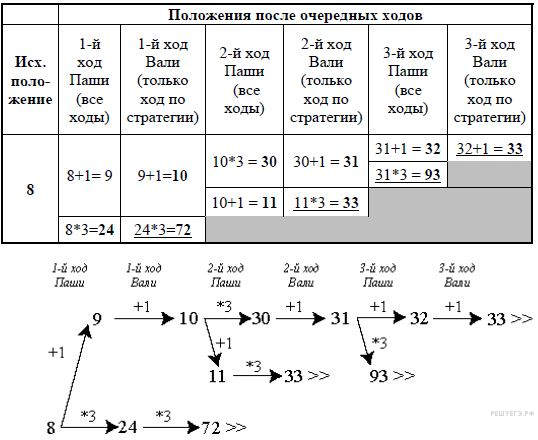 Положения после очередных ходов
Исх. поло-жение
1-й ход Паши (все ходы)
1-й ход Вали (только ход по стратегии)
2-й ход Паши (все ходы)
2-й ход Вали (только ход по стратегии)
3-й ход Паши (все ходы)
3-й ход Вали (только ход по стратегии)
8
8+1= 9
9+1=10
10*3 = 30
30+1 = 31
31+1 = 32
32+1 = 33
31*3 = 93
10+1 = 11
11*3 = 33
8*3=24
24*3=72
1-й ход Паши
1-й ход Вали
2-й ход Паши
2-й ход Вали
3-й ход Паши
3-й ход Вали
9 +1 10 *3 30 +1 31 +1 32 +1 33 >>
+1 +1 *3
11 *3 33 >> 93 >>
8 *3 24 *3 72 >>
РЕШУЕГЭ.РФ